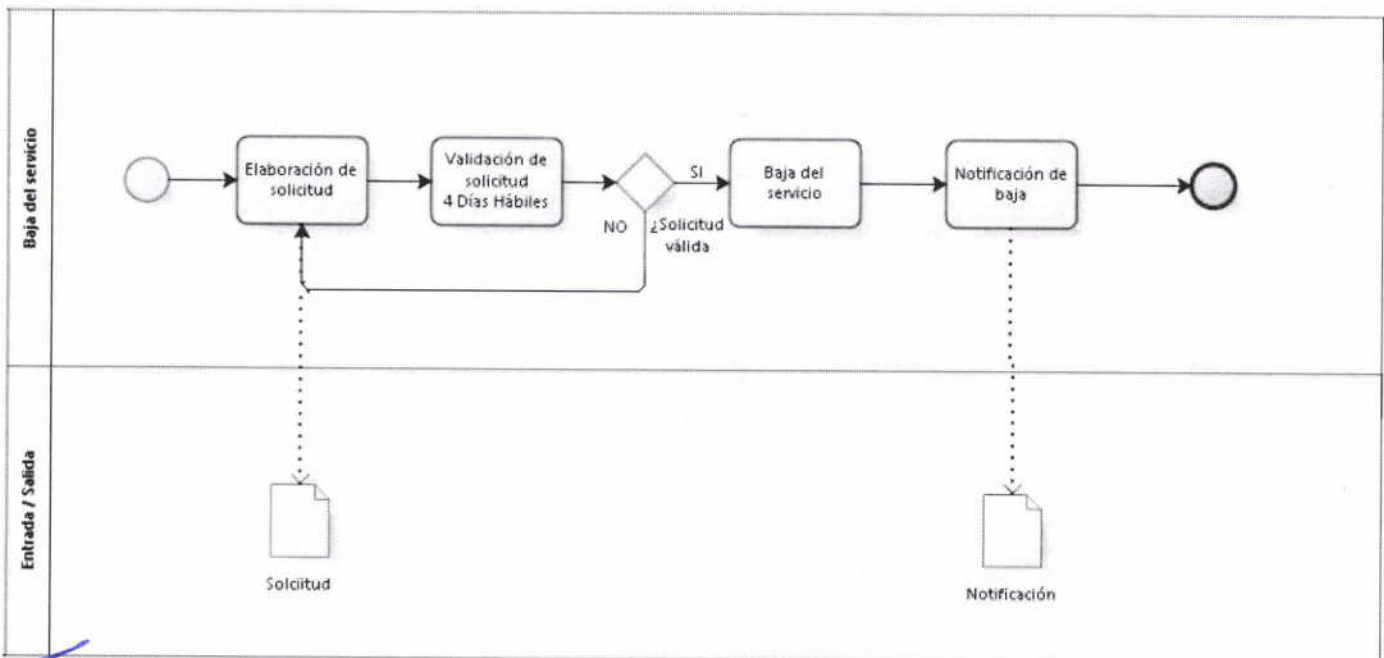 Baja del servicio
Elaboración de
solicitud
Validación de
solicitud
4 Días Hábiles
SI
NO
¿Solicitud
válida
Baja del
servicio
Notificación de
baja
Entrada / Salida
Solciitud
Notificación